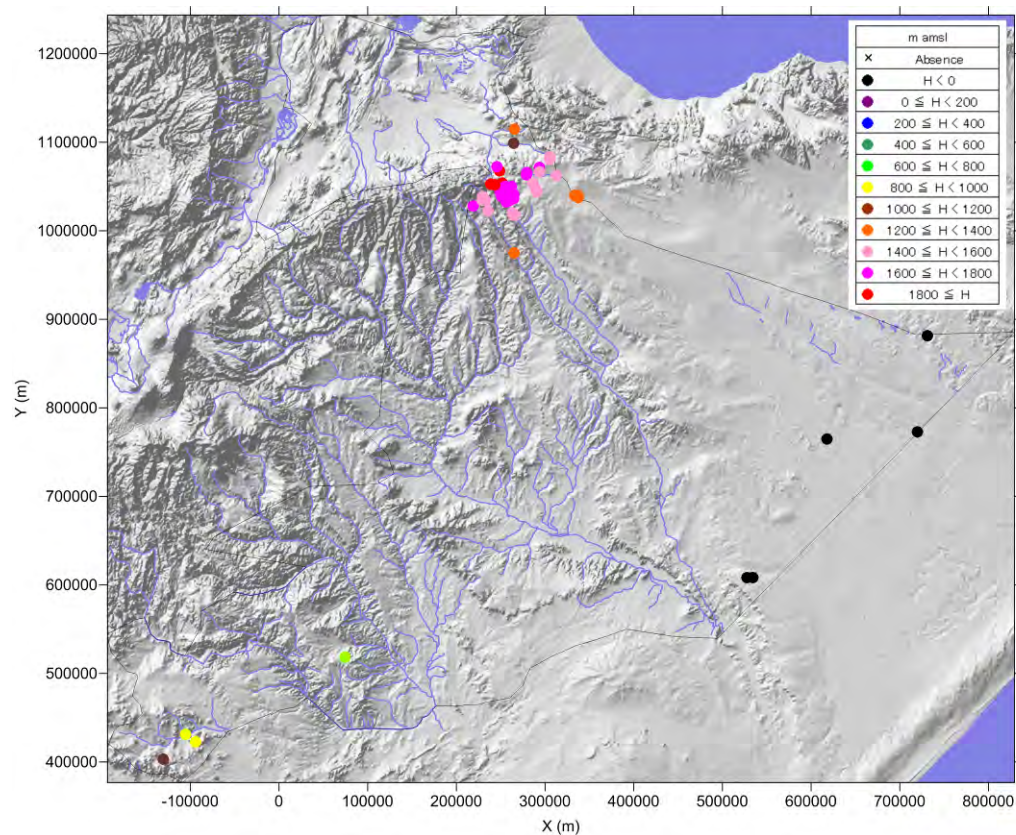 m amsl
× Absence
H < 0
0 ≦ H < 200
200 ≦ H < 400
400 ≦ H < 600
600 ≦ H < 800
800 ≦ H < 1000
1000 ≦ H < 1200
1200 ≦ H < 1400
1400 ≦ H < 1600
1600 ≦ H < 1800
1800 ≦ H
Y (m)
1200000
1100000
1000000
900000
800000
700000
600000
500000
400000
-100000 0 100000 200000 300000 400000 500000 600000 700000 800000
X (m)